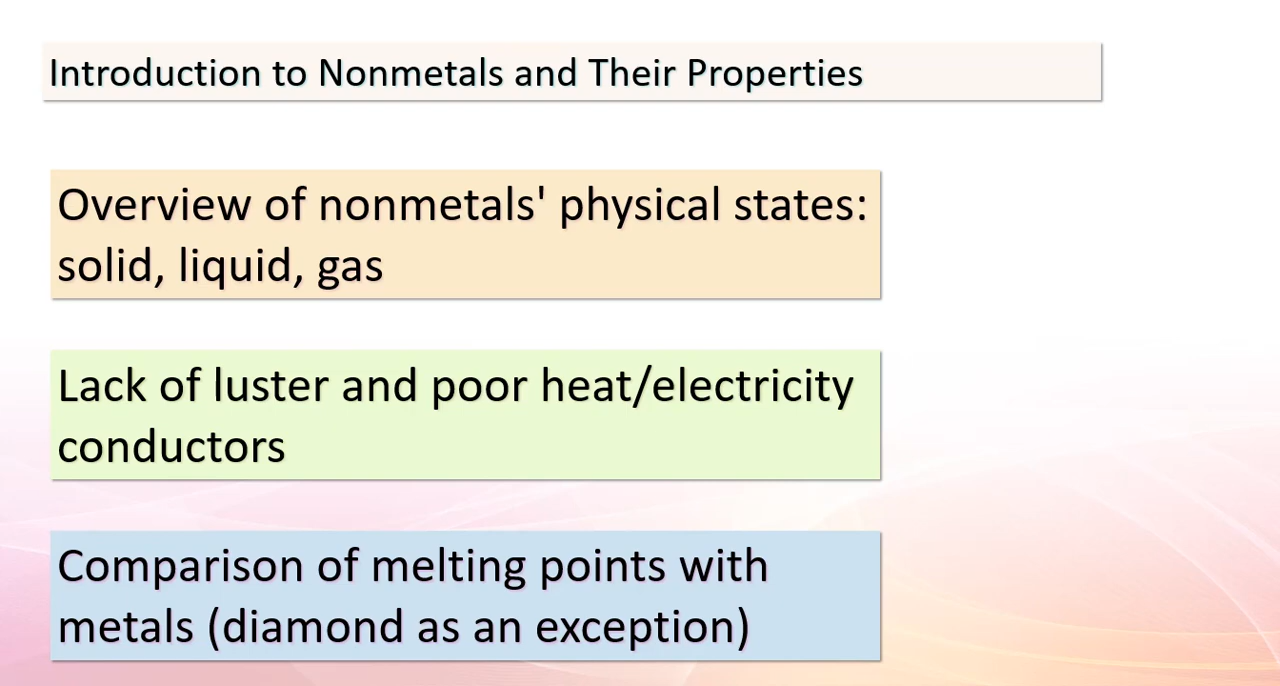 Introduction to Nonmetals and Their Properties
Overview of nonmetals' physical states:
solid, liquid, gas
Lack of luster and poor heat/electricity
conductors
Comparison of melting points with
metals (diamond as an exception)